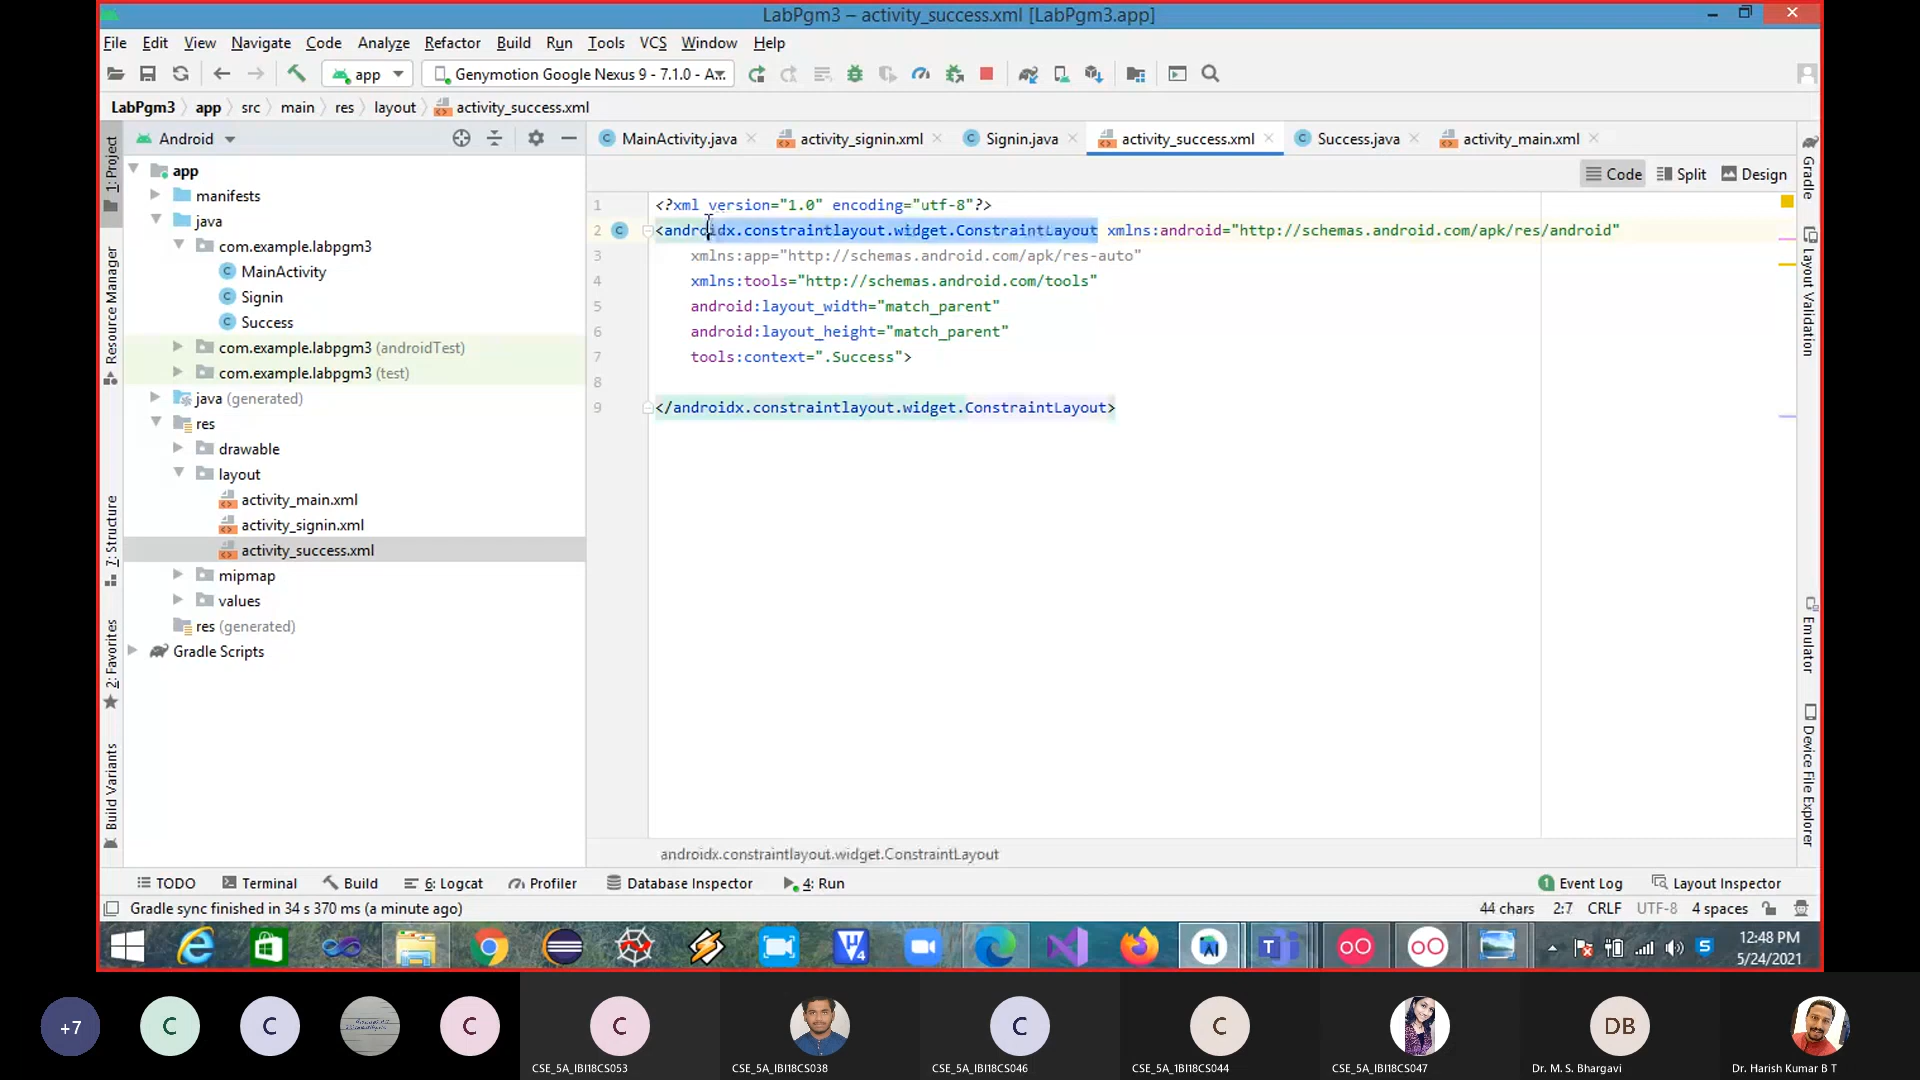 LabPgm3 – activity_success.xml [LabPgm3.app]
File Edit View Navigate Code Analyze Refactor Build Run Tools VCS Window Help
app Genymotion Google Nexus 9 - 7.1.0 - A...
LabPgm3 app src main res layout activity_success.xml
Android
MainActivity.java activity_signin.xml Signin.java activity_success.xml Success.java activity_main.xml
Code Split Design
1: Project
Resource Manager
7: Structure
2: Favorites
Build Variants
app
manifests
java
com.example.labpgm3
MainActivity
Signin
Success
com.example.labpgm3 (androidTest)
com.example.labpgm3 (test)
java (generated)
res
drawable
layout
activity_main.xml
activity_signin.xml
activity_success.xml
mipmap
values
res (generated)
Gradle Scripts
1 <?xml version="1.0" encoding="utf-8"?>
2 <androidx.constraintlayout.widget.ConstraintLayout xmlns:android="http://schemas.android.com/apk/res/android"
3 xmlns:app="http://schemas.android.com/apk/res-auto"
4 xmlns:tools="http://schemas.android.com/tools"
5 android:layout_width="match_parent"
6 android:layout_height="match_parent"
7 tools:context=".Success">
8
9 </androidx.constraintlayout.widget.ConstraintLayout>
androidx.constraintlayout.widget.ConstraintLayout
Gradle
Layout Validation
Emulator
Device File Explorer
TODO Terminal Build 6: Logcat Profiler Database Inspector 4: Run 1 Event Log Layout Inspector
Gradle sync finished in 34 s 370 ms (a minute ago) 44 chars 2:7 CRLF UTF-8 4 spaces
12:48 PM
5/24/2021
+7 C C C C C C DB
CSE_5A_1BI18CS053 CSE_5A_1BI18CS038 CSE_5A_1BI18CS046 CSE_5A_1BI18CS044 CSE_5A_1BI18CS047 Dr. M. S. Bhargavi Dr. Harish Kumar B T